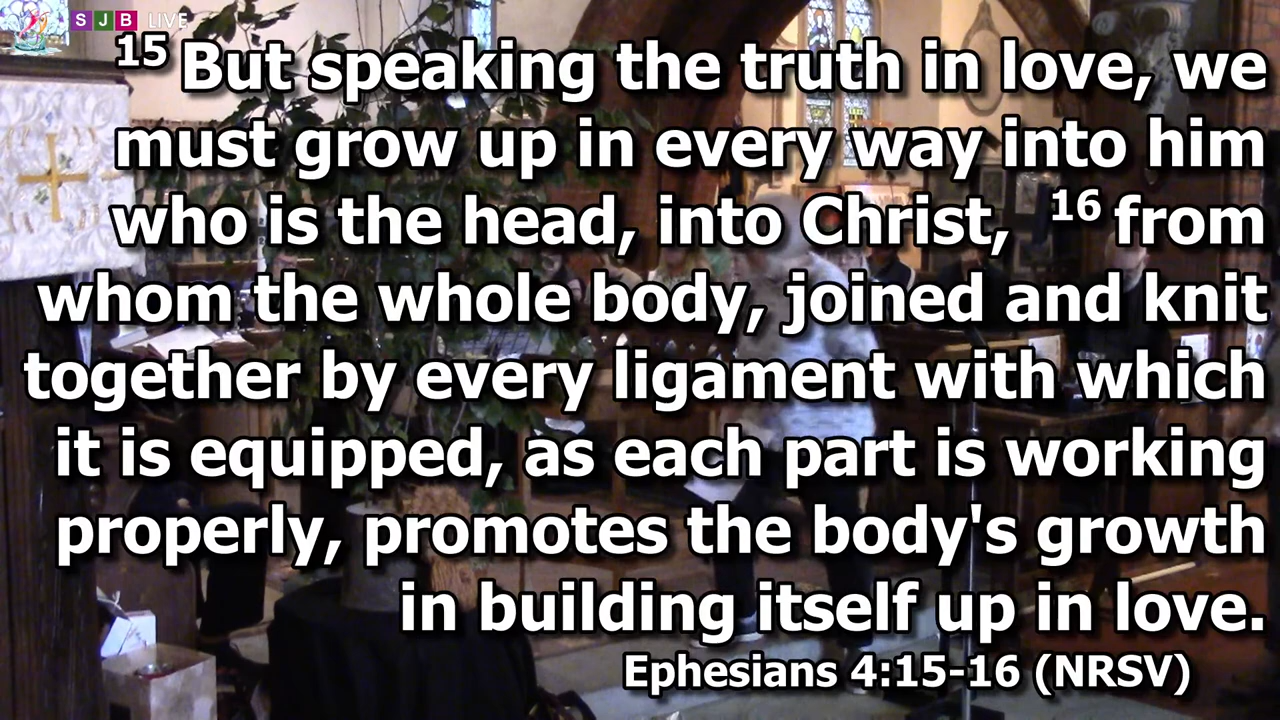 SJB LIVE
15 But speaking the truth in love, we
must grow up in every way into him
who is the head, into Christ, 16 from
whom the whole body, joined and knit
together by every ligament with which
it is equipped, as each part is working
properly, promotes the body's growth
in building itself up in love.
Ephesians 4:15-16 (NRSV)